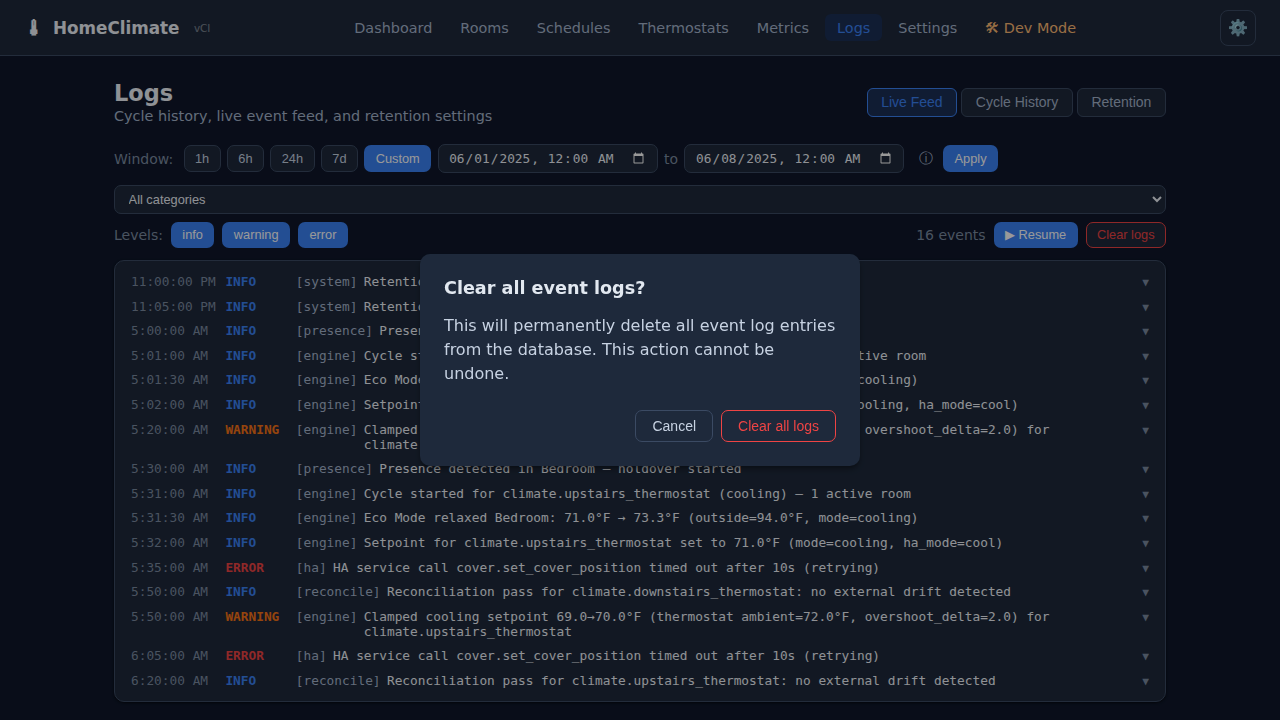 HomeClimate vCI
Dashboard Rooms Schedules Thermostats Metrics Logs Settings 🛠 Dev Mode
Logs
Cycle history, live event feed, and retention settings
Live Feed Cycle History Retention
Window: 1h 6h 24h 7d Custom 06/01/2025, 12:00 AM to 06/08/2025, 12:00 AM ⓘ Apply
All categories
Levels: info warning error 16 events ▶ Resume Clear logs
Clear all event logs?
This will permanently delete all event log entries
from the database. This action cannot be
undone.
Cancel Clear all logs
11:00:00 PM INFO [system]
11:05:00 PM INFO [system]
5:00:00 AM INFO [presence]
5:01:00 AM INFO [engine] Cycle room
5:01:30 AM INFO [engine] Eco cooling)
5:02:00 AM INFO [engine] ha_mode=cool)
5:20:00 AM WARNING [engine] Clamped overshoot_delta=2.0) for
climate
5:30:00 AM INFO [presence] Presence detected in Bedroom — holdover started
5:31:00 AM INFO [engine] Cycle started for climate.upstairs_thermostat (cooling) — 1 active room
5:31:30 AM INFO [engine] Eco Mode relaxed Bedroom: 71.0°F → 73.3°F (outside=94.0°F, mode=cooling)
5:32:00 AM INFO [engine] Setpoint for climate.upstairs_thermostat set to 71.0°F (mode=cooling, ha_mode=cool)
5:35:00 AM ERROR [ha] HA service call cover.set_cover_position timed out after 10s (retrying)
5:50:00 AM INFO [reconcile] Reconciliation pass for climate.downstairs_thermostat: no external drift detected
5:50:00 AM WARNING [engine] Clamped cooling setpoint 69.0→70.0°F (thermostat ambient=72.0°F, overshoot_delta=2.0) for
climate.upstairs_thermostat
6:05:00 AM ERROR [ha] HA service call cover.set_cover_position timed out after 10s (retrying)
6:20:00 AM INFO [reconcile] Reconciliation pass for climate.upstairs_thermostat: no external drift detected